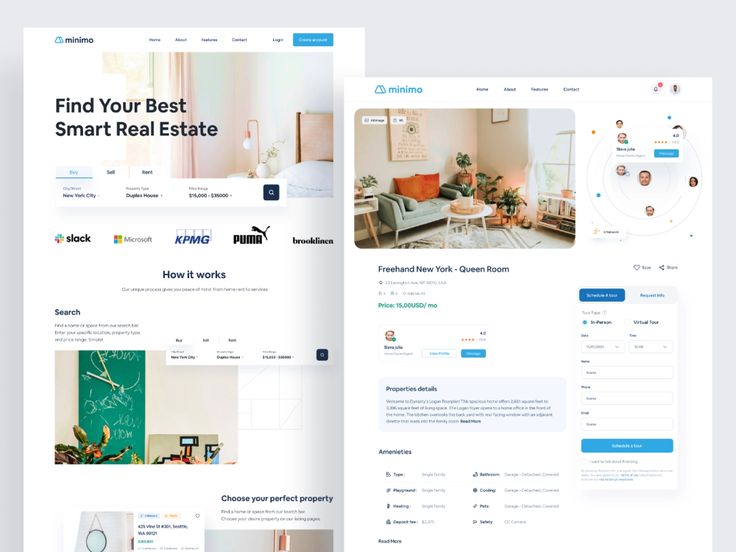 minimo
Home
About
Features
Contact
Login
Create account
Find Your Best
Smart Real Estate
Buy
Sell
Rent
City/Street
Property Type
Price Range
New York City
Duplex House
$15,000 - $35000
slack
Microsoft
KPMG
PUMA
brooklinen
How it works
Our unique process gives you peace of mind: from home rent to services
Search
Find a home or space from our search bar.
Enter your specific location, property type
and price range. Simple!
Buy
Sell
Rent
New York City
Duplex House
$15,000 - $35000
Choose your perfect property
Find a home or space from our search bar.
Choose your desire property on our listing pages.
425 Vine St #301, Seattle,
WA 98121
minimo
Home
About
Features
Contact
4.0
Slava julia
Message
Freehand New York - Queen Room
Save
Share
Price: 15,00USD/ mo
4.0
Slava julia
View Profile
Message
Schedule A tour
Request Info
Tour Type
In-Person
Virtual Tour
Date
Time
Name
Name
Phone
Name
Email
Name
Schedule a tour
Properties details
Welcome to Dynasty's Logan floorplan! This spacious home offers 2,651 square feet to
3,396 square feet of living space. The Logan foyer opens to a home office in the front of
the home. The kitchen overlooks the back yard with rear facing window with an adjacent
that leads into the family room Read More
Amenieties
Type :
Single family
Bathroom:
Garage - Detached, Covered
Playground :
Single family
Cooling:
Garage - Detached, Covered
Heating :
Single family
Pets:
Garage - Detached, Covered
Deposit fee :
Safety
CC Camera
Read More